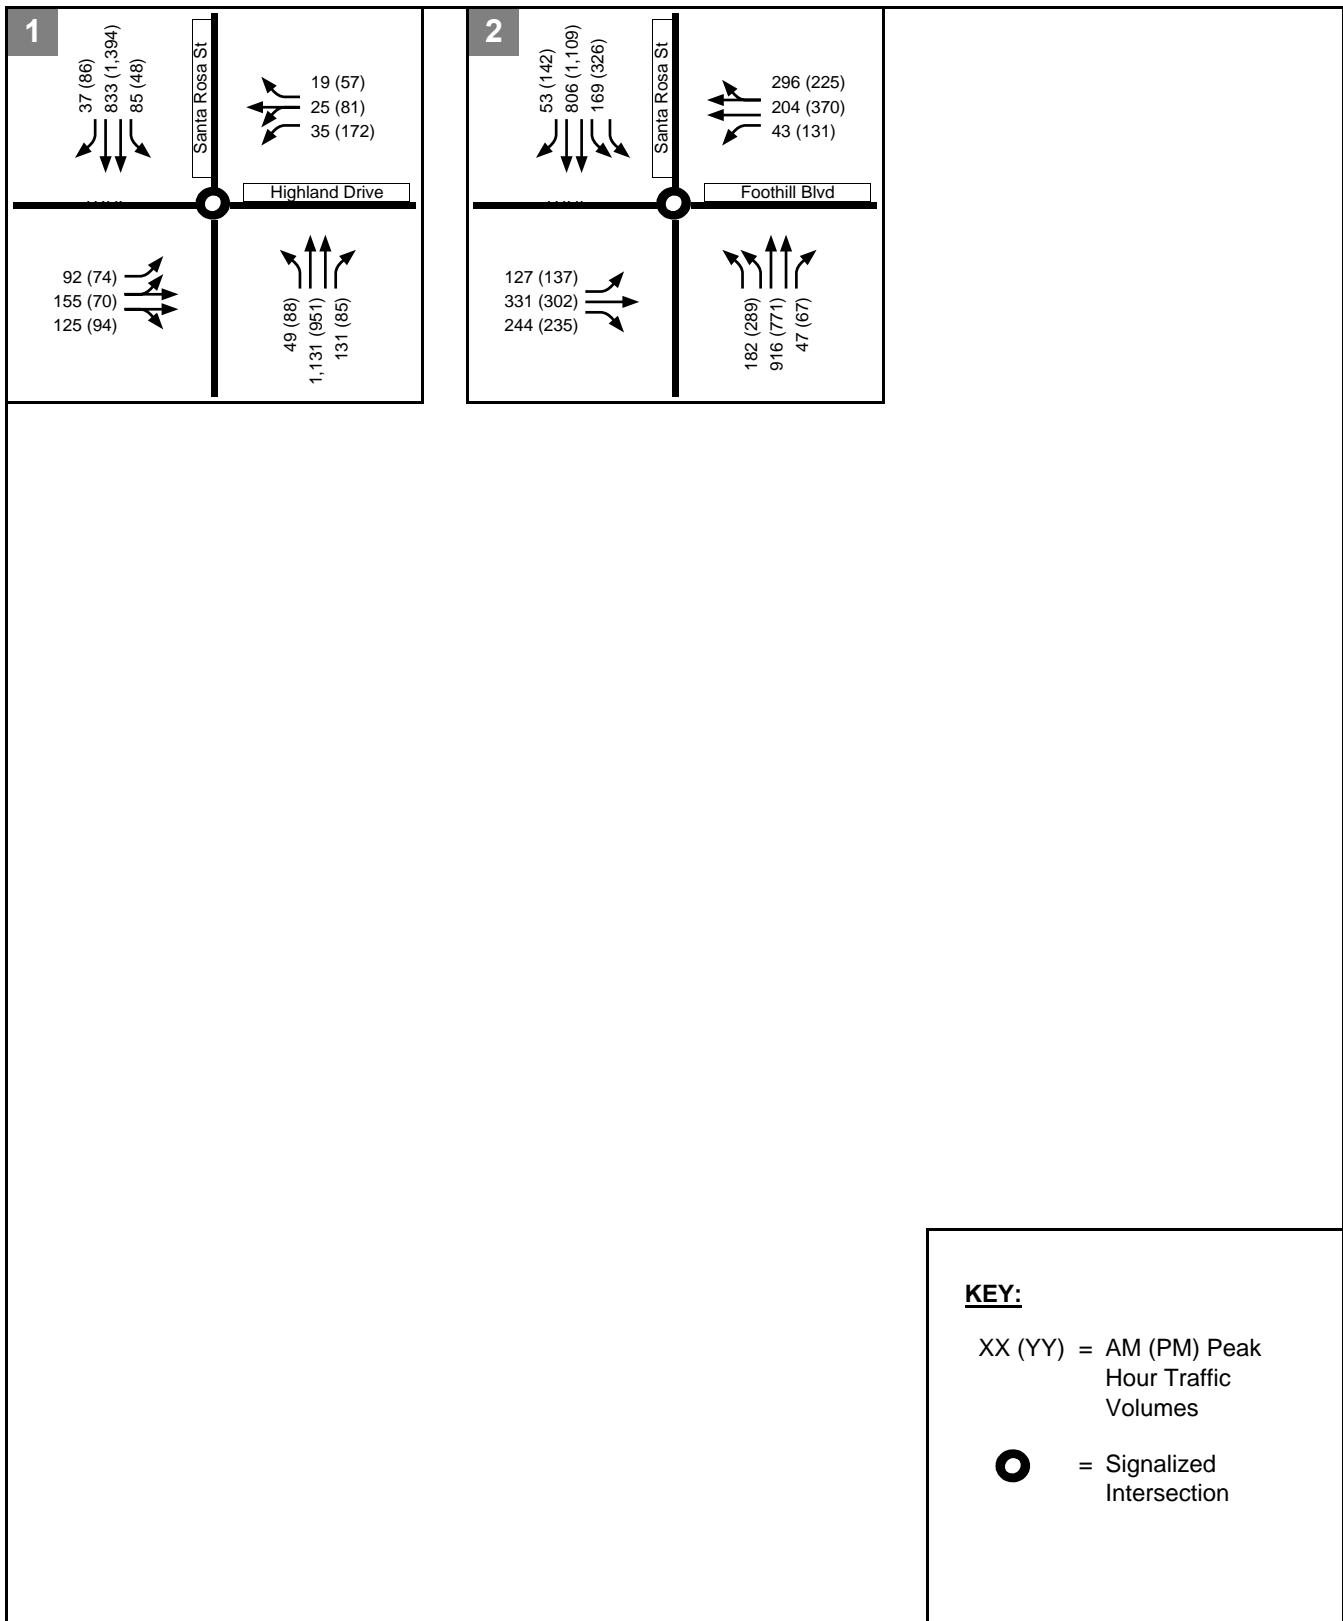 1
37 (86)
833 (1,394)
85 (48)
Santa Rosa St
19 (57)
25 (81)
35 (172)
Highland Drive
92 (74)
155 (70)
125 (94)
49 (88)
1,131 (951)
131 (85)
2
53 (142)
806 (1,109)
169 (326)
Santa Rosa St
296 (225)
204 (370)
43 (131)
Foothill Blvd
127 (137)
331 (302)
244 (235)
182 (289)
916 (771)
47 (67)
KEY:
XX (YY) = AM (PM) Peak
Hour Traffic
Volumes
= Signalized
Intersection